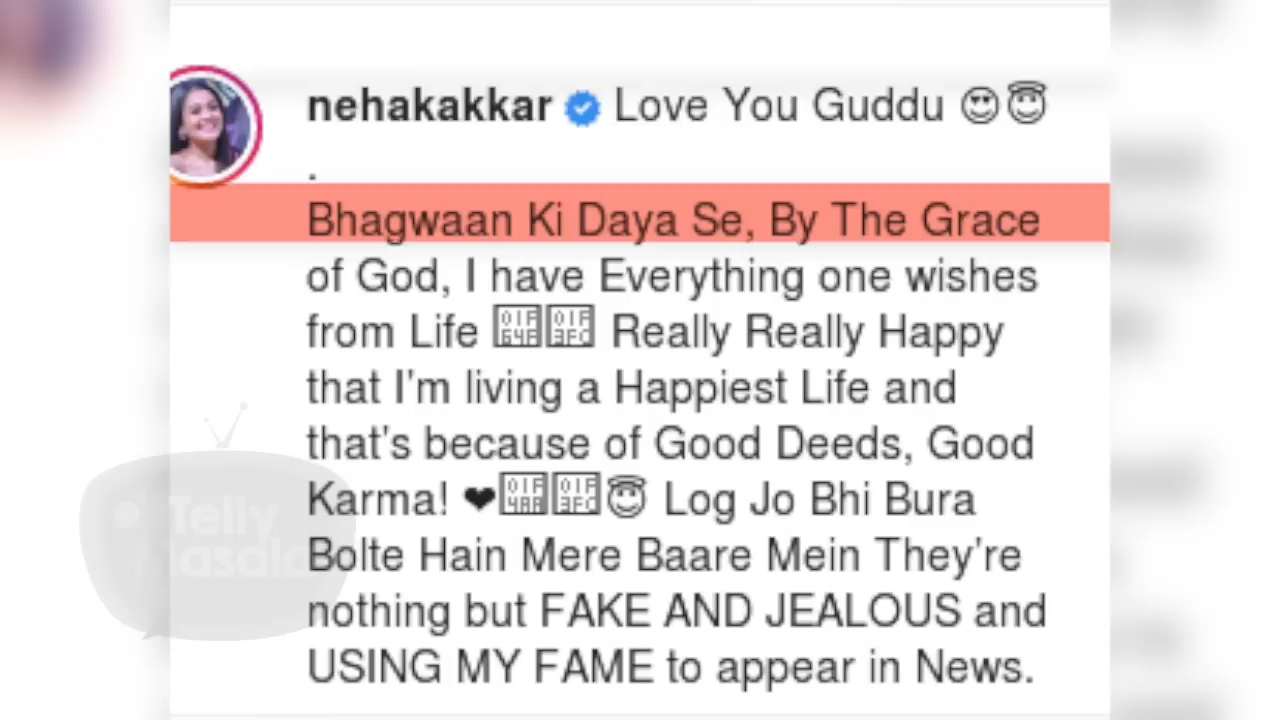 nehakakkar Love You Guddu 😍😇
.
Bhagwaan Ki Daya Se, By The Grace
of God, I have Everything one wishes
from Life Really Really Happy
that I'm living a Happiest Life and
that's because of Good Deeds, Good
Karma! ❤😇 Log Jo Bhi Bura
Bolte Hain Mere Baare Mein They're
nothing but FAKE AND JEALOUS and
USING MY FAME to appear in News.
Telly
Masala